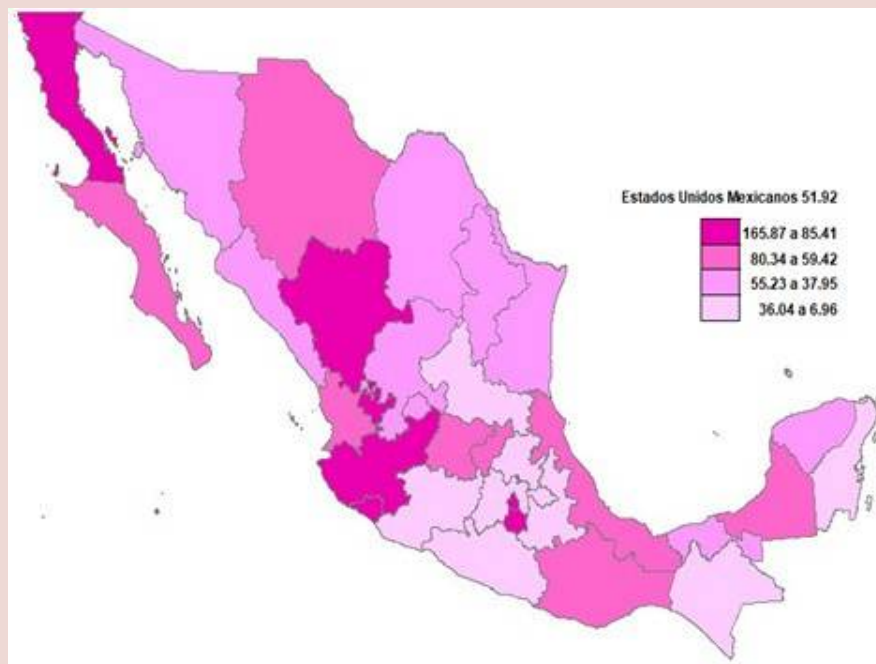 Estados Unidos Mexicanos 51.92
165.87 a 85.41
80.34 a 59.42
55.23 a 37.95
36.04 a 6.96